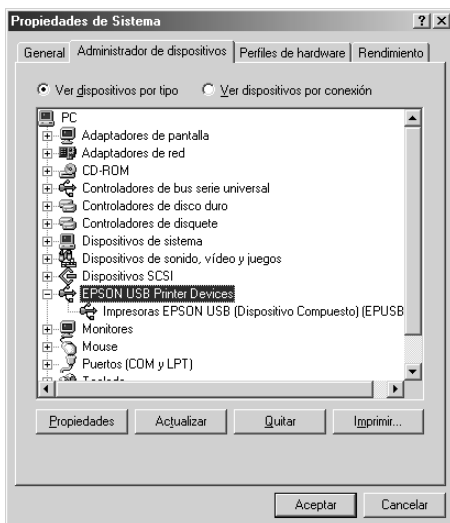 Propiedades de Sistema
General Administrador de dispositivos Perfiles de hardware Rendimiento
Ver dispositivos por tipo Ver dispositivos por conexión
PC
Adaptadores de pantalla
Adaptadores de red
CD-ROM
Controladores de bus serie universal
Controladores de disco duro
Controladores de disquete
Dispositivos de sistema
Dispositivos de sonido, vídeo y juegos
Dispositivos SCSI
EPSON USB Printer Devices
Impresoras EPSON USB (Dispositivo Compuesto) (EPUSB
Monitores
Mouse
Puertos (COM y LPT)
Propiedades Actualizar Quitar Imprimir...
Aceptar Cancelar